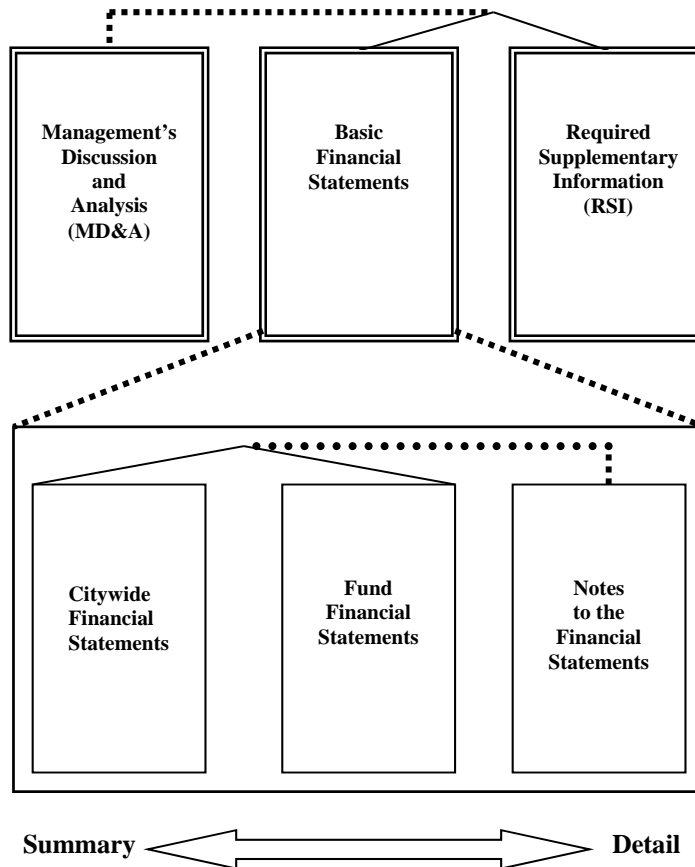 Management's
Discussion
and
Analysis
(MD&A)
Basic
Financial
Statements
Required
Supplementary
Information
(RSI)
Citywide
Financial
Statements
Fund
Financial
Statements
Notes
to the
Financial
Statements
Summary
Detail